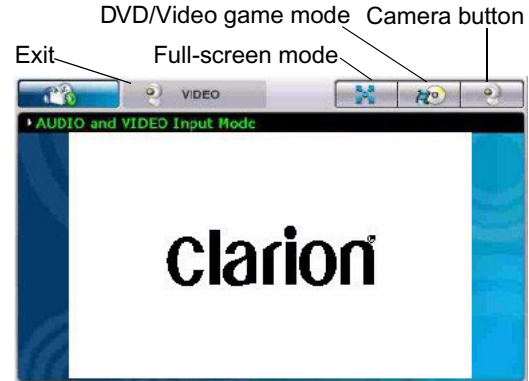 DVD/Video game mode Camera button
Exit Full-screen mode
VIDEO
AUDIO and VIDEO Input Mode
clarion